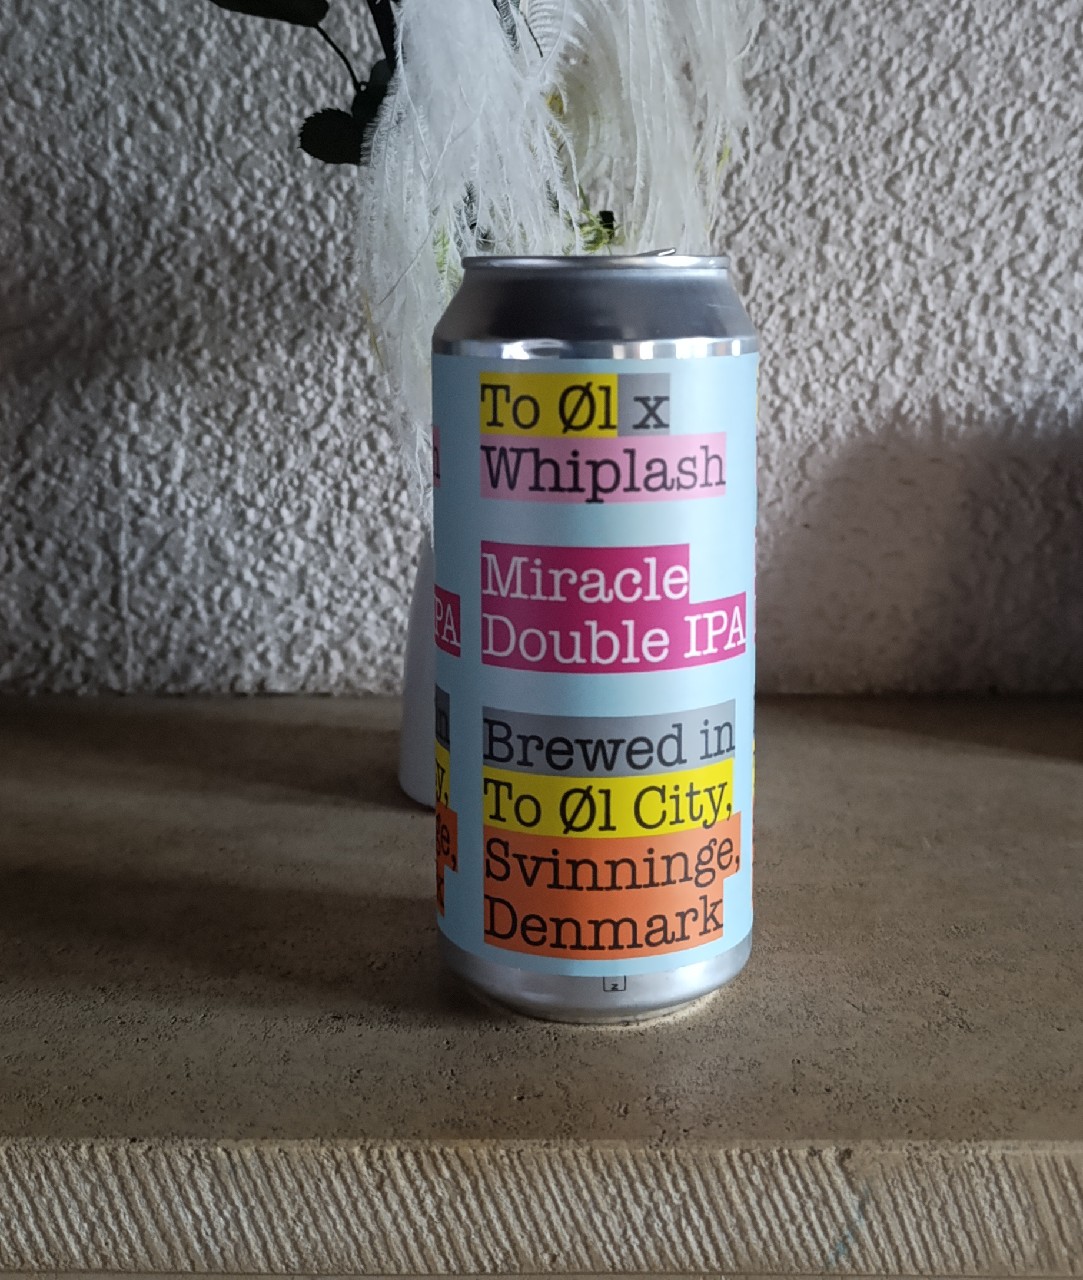 To Øl x
Whiplash
Miracle
Double IPA
Brewed in
To Øl City,
Svinninge,
Denmark
z